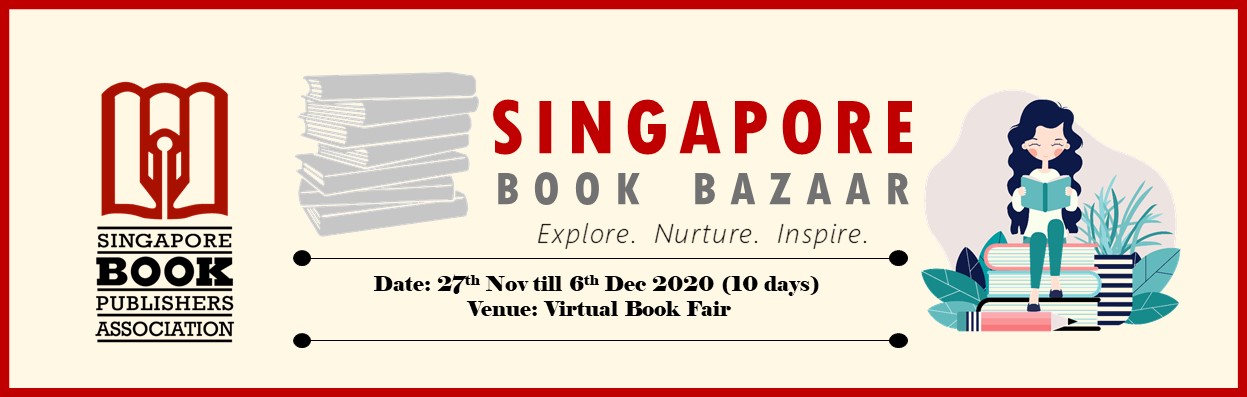 SINGAPORE
BOOK
PUBLISHERS
ASSOCIATION
SINGAPORE
BOOK BAZAAR
Explore. Nurture. Inspire.
Date: 27th Nov till 6th Dec 2020 (10 days)
Venue: Virtual Book Fair